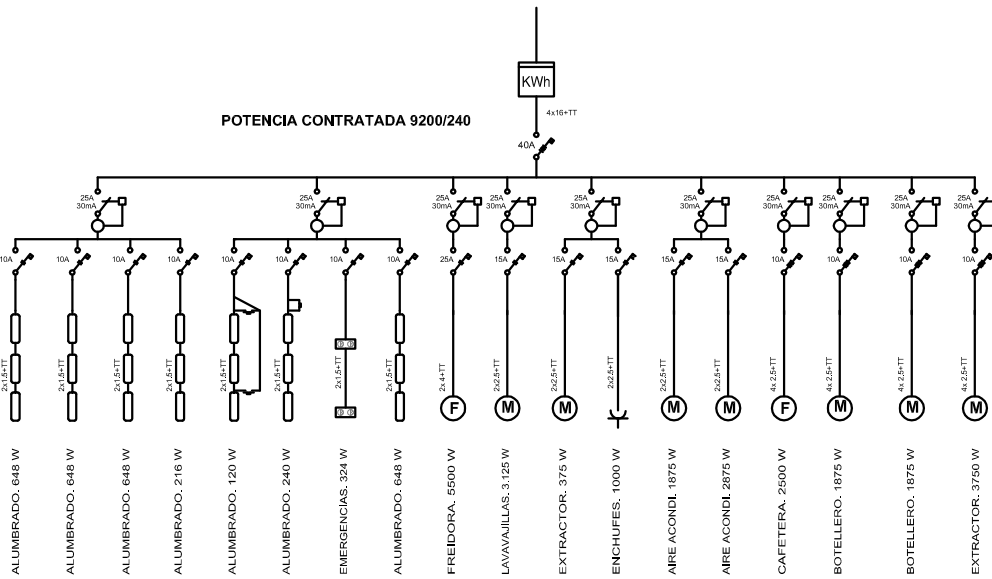 KWh
4x16+TT
POTENCIA CONTRATADA 9200/240
40A
25A
30mA
25A
30mA
25A
30mA
25A
30mA
25A
30mA
25A
30mA
25A
30mA
25A
30mA
25A
30mA
25A
30mA
10A
10A
10A
10A
10A
10A
10A
10A
25A
15A
15A
15A
15A
15A
10A
10A
10A
10A
2x1,5+TT
2x1,5+TT
2x1,5+TT
2x1,5+TT
2x1,5+TT
2x1,5+TT
2x1,5+TT
2x1,5+TT
2x 4+TT
2x2,5+TT
2x2,5+TT
2x2,5+TT
2x2,5+TT
2x2,5+TT
4x 2,5+TT
4x 2,5+TT
4x 2,5+TT
4x 2,5+TT
F
M
M
M
M
F
M
M
M
ALUMBRADO. 648 W
ALUMBRADO. 648 W
ALUMBRADO. 648 W
ALUMBRADO. 216 W
ALUMBRADO. 120 W
ALUMBRADO. 240 W
EMERGENCIAS. 324 W
ALUMBRADO. 648 W
FREIDORA. 5500 W
LAVAVAJILLAS. 3.125 W
EXTRACTOR. 375 W
ENCHUFES. 1000 W
AIRE ACONDI. 1875 W
AIRE ACONDI. 2875 W
CAFETERA. 2500 W
BOTELLERO. 1875 W
BOTELLERO. 1875 W
EXTRACTOR. 3750 W